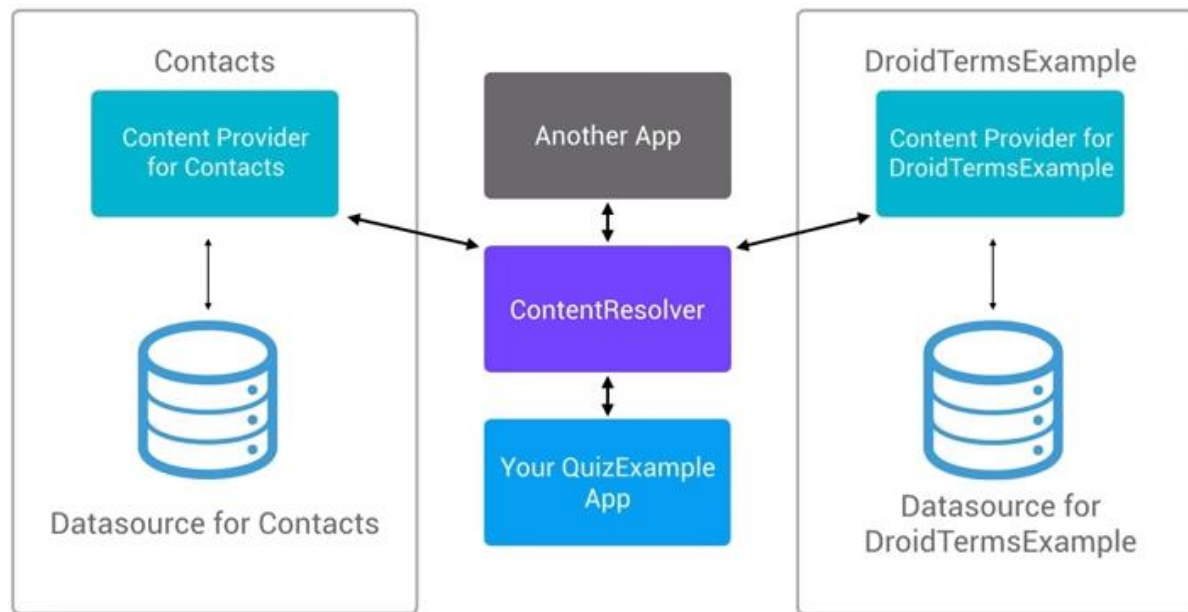 Contacts
Content Provider
for Contacts
Datasource for Contacts
Another App
ContentResolver
Your QuizExample
App
DroidTermsExample
Content Provider for
DroidTermsExample
Datasource for
DroidTermsExample